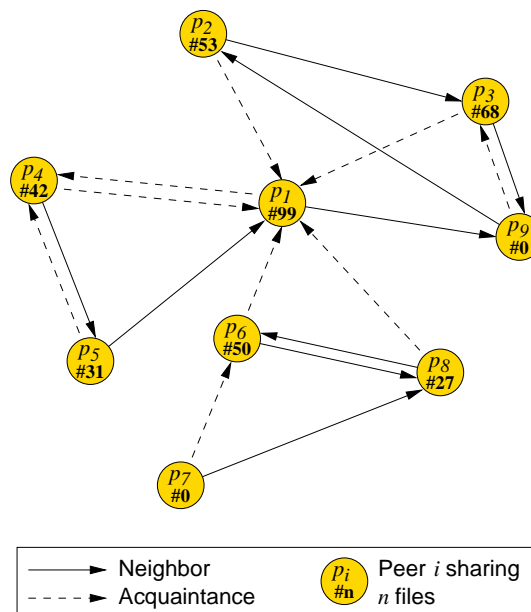 p2
#53
p3
#68
p4
#42
p1
#99
p9
#0
p6
#50
p5
#31
p8
#27
p7
#0
Neighbor
Acquaintance
pi
#n
Peer i sharing
n files